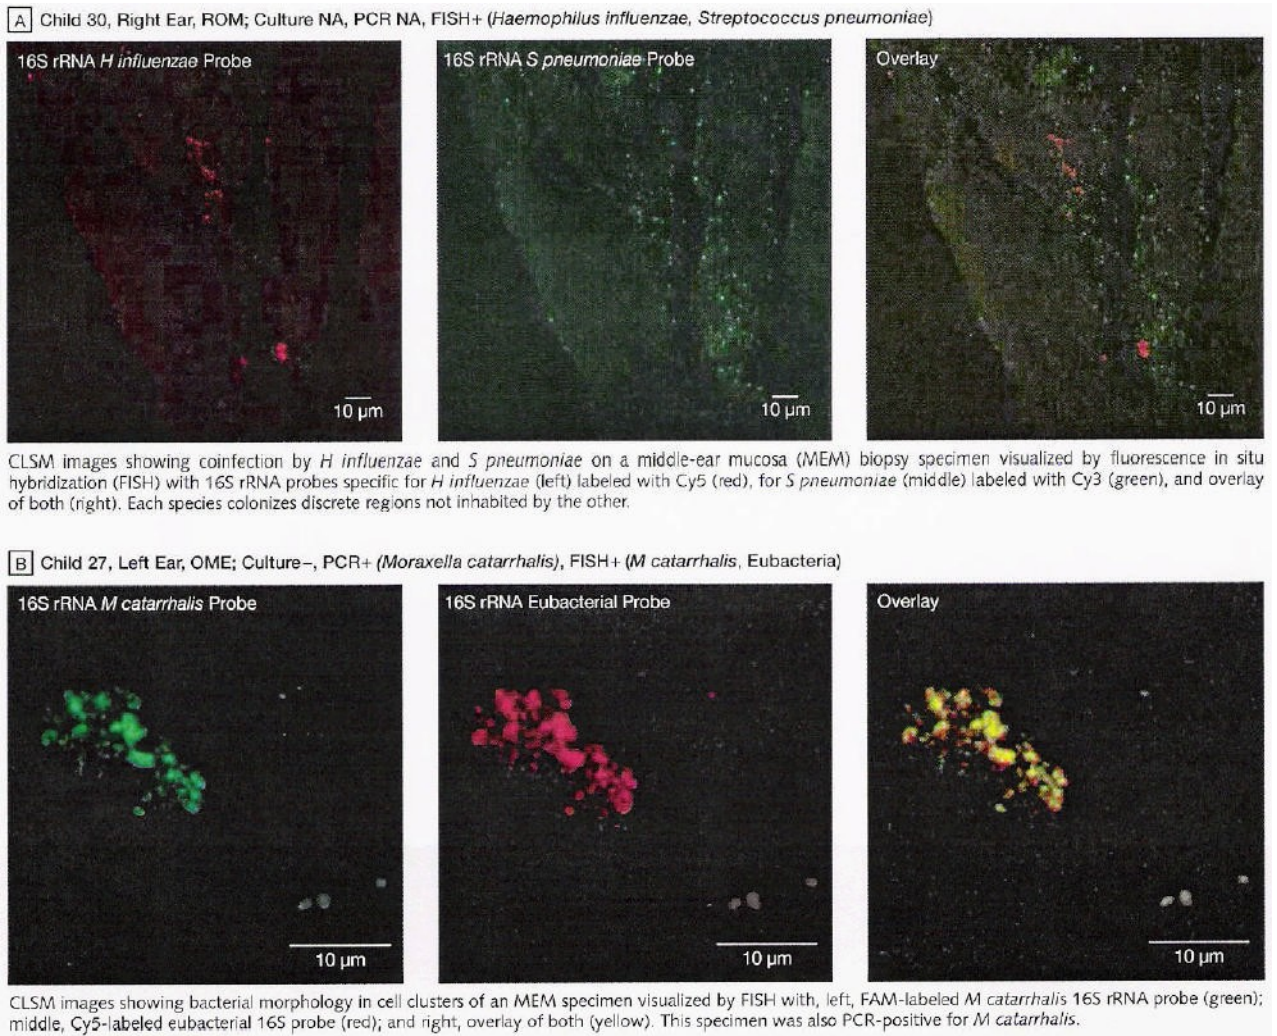 A Child 30, Right Ear, ROM; Culture NA, PCR NA, FISH+ (Haemophilus influenzae, Streptococcus pneumoniae)
16S rRNA H influenzae Probe
16S rRNA S pneumoniae Probe
Overlay
10 µm
10 µm
10 µm
CLSM images showing coinfection by H influenzae and S pneumoniae on a middle-ear mucosa (MEM) biopsy specimen visualized by fluorescence in situ
hybridization (FISH) with 16S rRNA probes specific for H influenzae (left) labeled with Cy5 (red), for S pneumoniae (middle) labeled with Cy3 (green), and overlay
of both (right). Each species colonizes discrete regions not inhabited by the other.
B Child 27, Left Ear, OME; Culture−, PCR+ (Moraxella catarrhalis), FISH+ (M catarrhalis, Eubacteria)
16S rRNA M catarrhalis Probe
16S rRNA Eubacterial Probe
Overlay
10 µm
10 µm
10 µm
CLSM images showing bacterial morphology in cell clusters of an MEM specimen visualized by FISH with, left, FAM-labeled M catarrhalis 16S rRNA probe (green);
middle, Cy5-labeled eubacterial 16S probe (red); and right, overlay of both (yellow). This specimen was also PCR-positive for M catarrhalis.